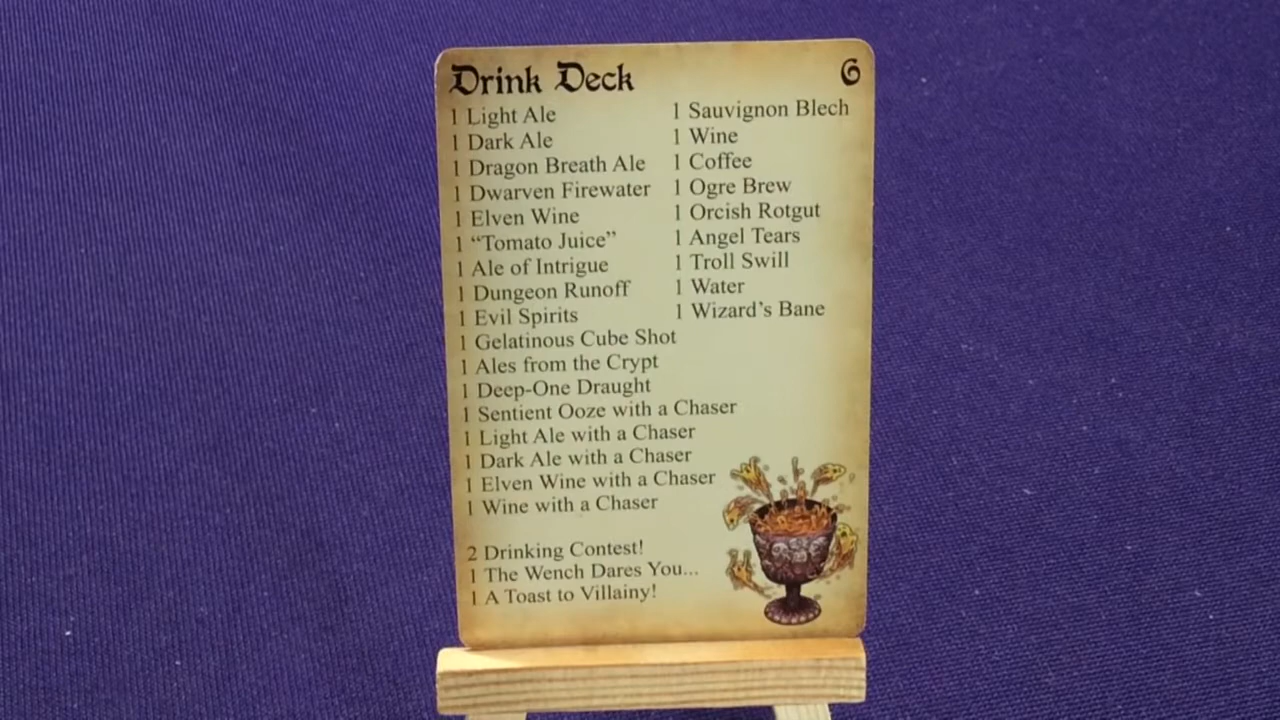 Drink Deck
6
1 Light Ale
1 Dark Ale
1 Dragon Breath Ale
1 Dwarven Firewater
1 Elven Wine
1 “Tomato Juice”
1 Ale of Intrigue
1 Dungeon Runoff
1 Evil Spirits
1 Gelatinous Cube Shot
1 Ales from the Crypt
1 Deep-One Draught
1 Sentient Ooze with a Chaser
1 Light Ale with a Chaser
1 Dark Ale with a Chaser
1 Elven Wine with a Chaser
1 Wine with a Chaser
1 Sauvignon Blech
1 Wine
1 Coffee
1 Ogre Brew
1 Orcish Rotgut
1 Angel Tears
1 Troll Swill
1 Water
1 Wizard’s Bane
2 Drinking Contest!
1 The Wench Dares You...
1 A Toast to Villainy!